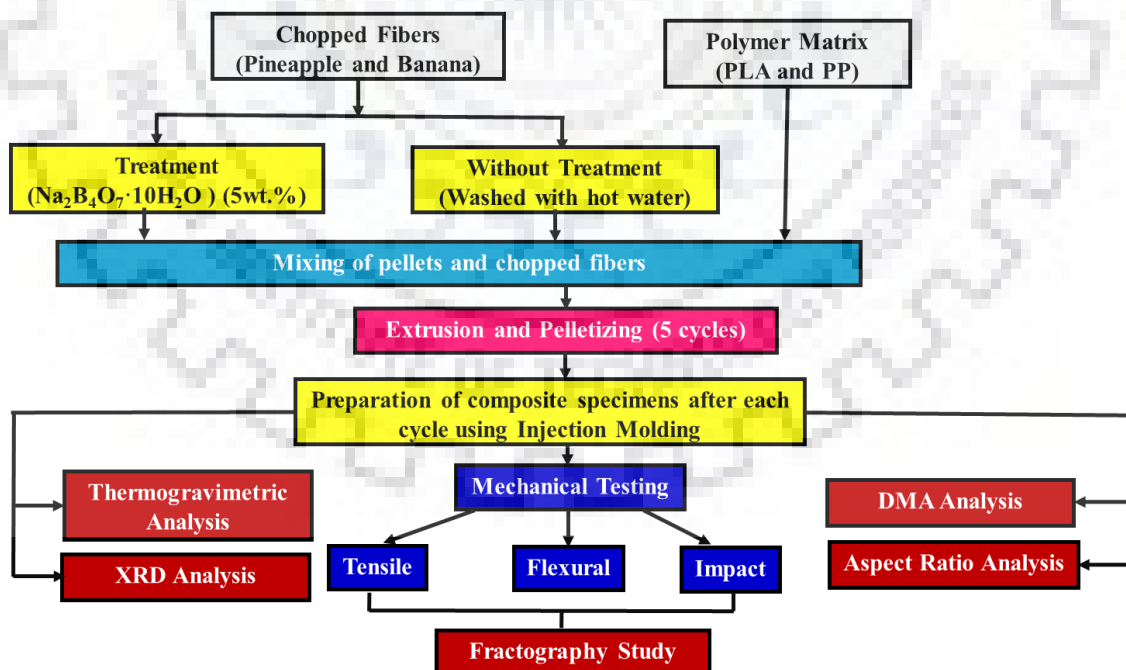 Chopped Fibers
(Pineapple and Banana)
Polymer Matrix
(PLA and PP)
Treatment
(Na₂B₄O₇·10H₂O ) (5wt.%)
Without Treatment
(Washed with hot water)
Mixing of pellets and chopped fibers
Extrusion and Pelletizing (5 cycles)
Preparation of composite specimens after each
cycle using Injection Molding
Thermogravimetric
Analysis
XRD Analysis
Mechanical Testing
Tensile
Flexural
Impact
DMA Analysis
Aspect Ratio Analysis
Fractography Study